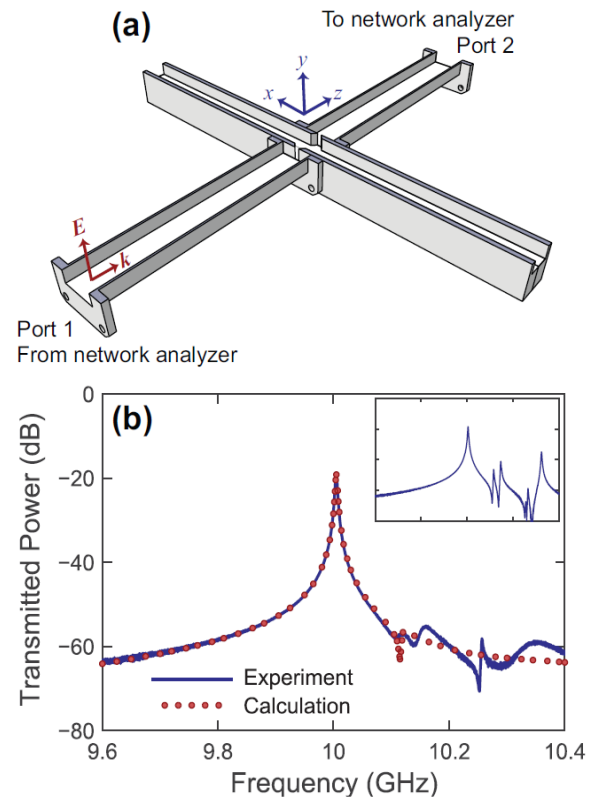 (a)
To network analyzer
Port 2
y
x
z
E
k
Port 1
From network analyzer
(b)
0
−20
−40
−60
−80
Transmitted Power (dB)
Experiment
Calculation
9.6
9.8
10
10.2
10.4
Frequency (GHz)